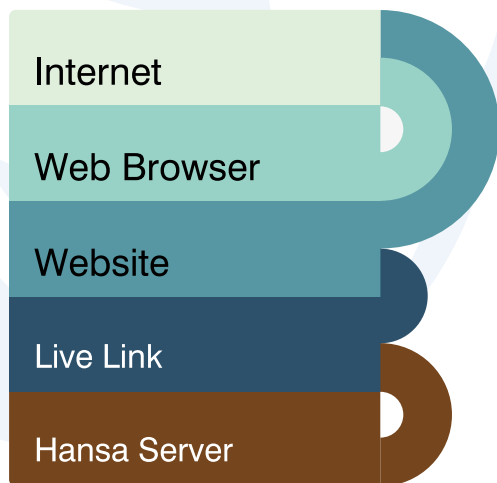 Internet
Web Browser
Website
Live Link
Hansa Server